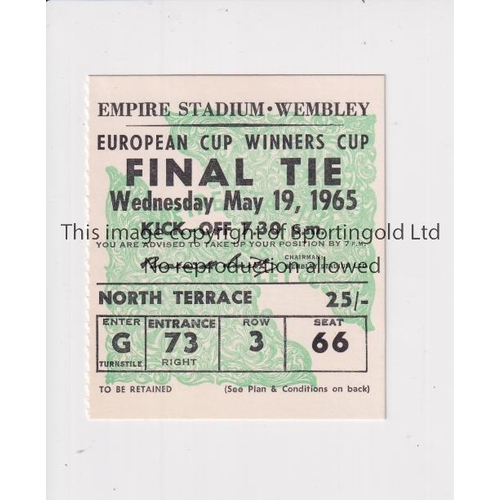 EMPIRE STADIUM • WEMBLEY
EUROPEAN CUP WINNERS CUP
FINAL TIE
Wednesday May 19, 1965
KICK-OFF 7.30 p.m.
This image copyright of Sportingold Ltd
YOU ARE ADVISED TO TAKE UP YOUR POSITION BY 7 P.M.
CHAIRMAN
No reproduction allowed
NORTH TERRACE 25/-
ENTER ENTRANCE ROW SEAT
G 73 3 66
TURNSTILE RIGHT
TO BE RETAINED (See Plan & Conditions on back)